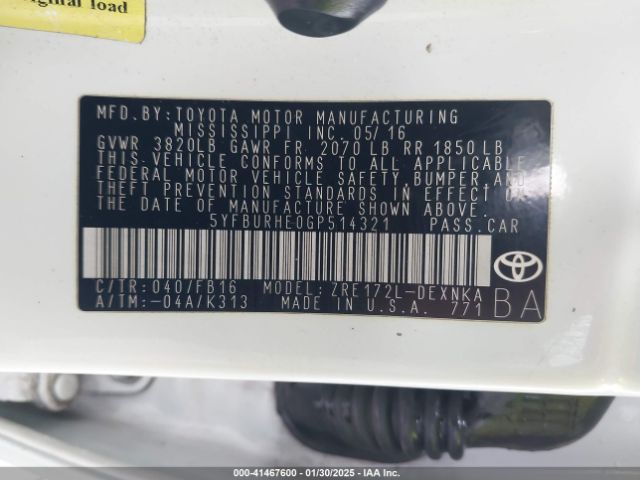 iginal load
MFD. BY: TOYOTA MOTOR MANUFACTURING
MISSISSIPPI INC. 05/16
GVWR 3820LB GAWR FR 2070 LB RR 1850 LB
THIS VEHICLE CONFORMS TO ALL APPLICABLE
FEDERAL MOTOR VEHICLE SAFETY, BUMPER, AND
THEFT PREVENTION STANDARDS IN EFFECT ON
THE DATE OF MANUFACTURE SHOWN ABOVE.
5YFBURHE0GP514321 PASS. CAR
C/TR: 040/FB16 MODEL: ZRE172L-DEXNKA
A/TM: -04A/K313 MADE IN U.S.A. 771
BA
000-41467600 - 01/30/2025 - IAA Inc.